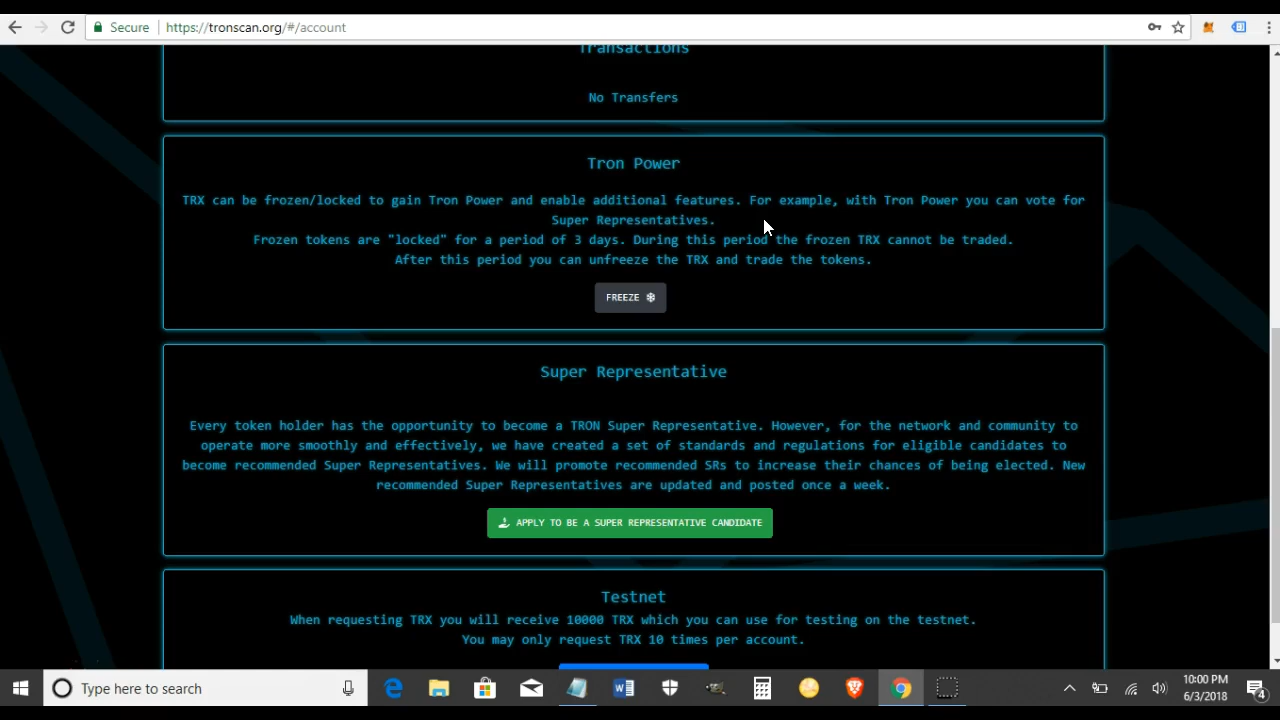 Secure
https://tronscan.org/#/account
Transactions
No Transfers
Tron Power
TRX can be frozen/locked to gain Tron Power and enable additional features. For example, with Tron Power you can vote for
Super Representatives.
Frozen tokens are "locked" for a period of 3 days. During this period the frozen TRX cannot be traded.
After this period you can unfreeze the TRX and trade the tokens.
FREEZE
Super Representative
Every token holder has the opportunity to become a TRON Super Representative. However, for the network and community to
operate more smoothly and effectively, we have created a set of standards and regulations for eligible candidates to
become recommended Super Representatives. We will promote recommended SRs to increase their chances of being elected. New
recommended Super Representatives are updated and posted once a week.
APPLY TO BE A SUPER REPRESENTATIVE CANDIDATE
Testnet
When requesting TRX you will receive 10000 TRX which you can use for testing on the testnet.
You may only request TRX 10 times per account.
Type here to search
10:00 PM
6/3/2018
4